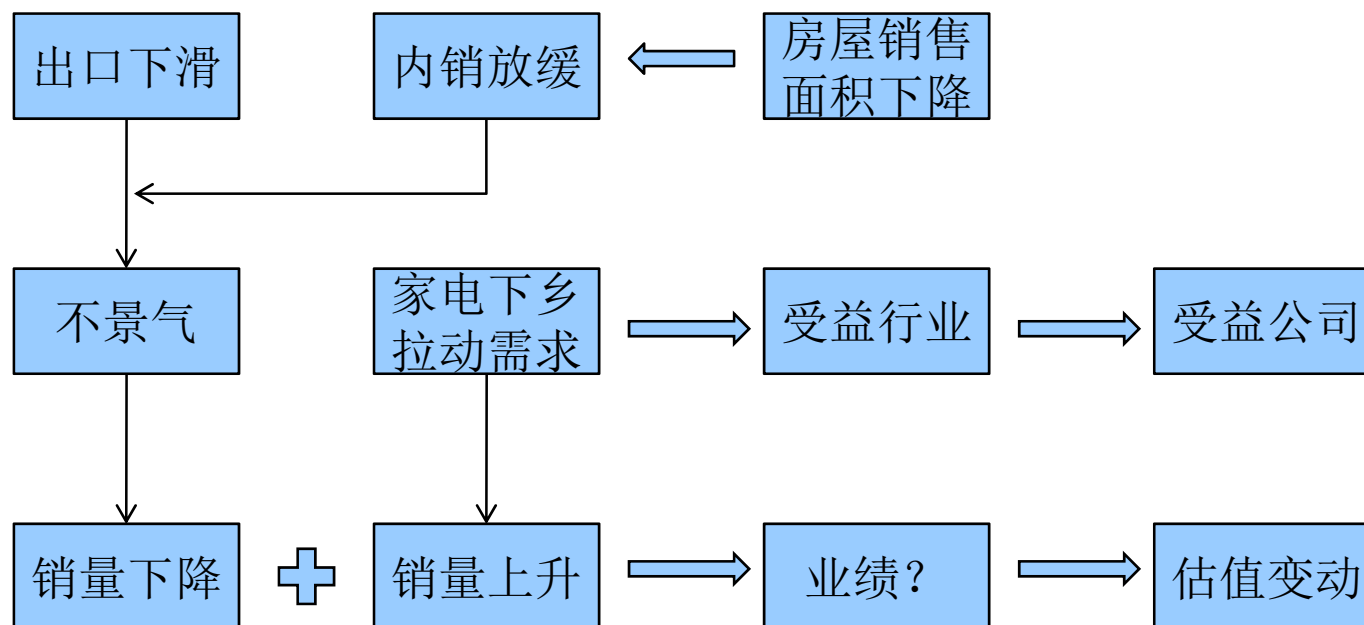 出口下滑
内销放缓
房屋销售
面积下降
不景气
家电下乡
拉动需求
受益行业
受益公司
销量下降
销量上升
业绩？
估值变动